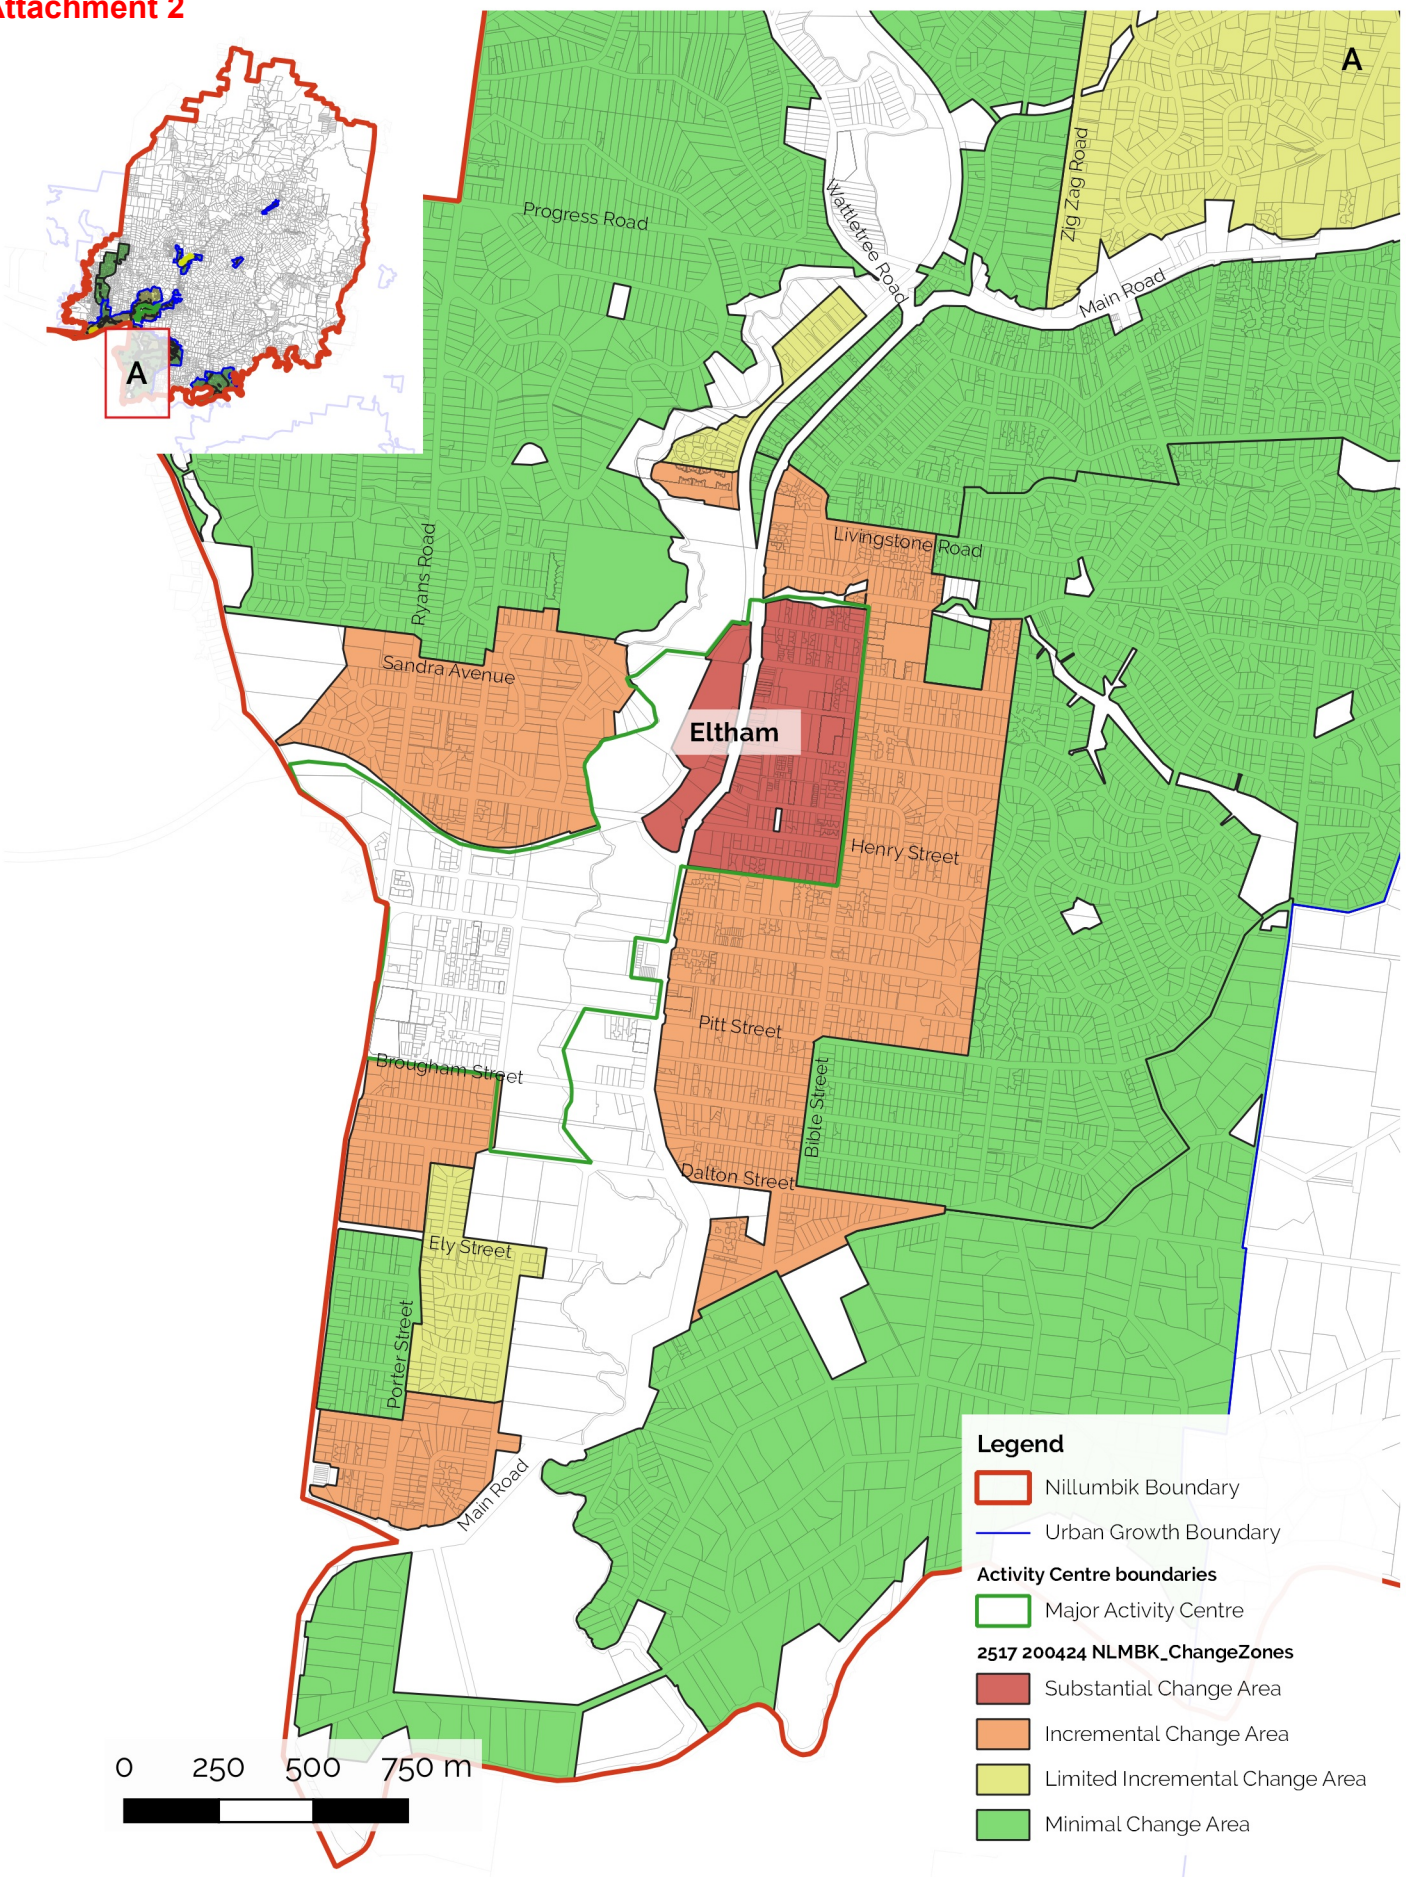 Attachment 2
A
A
Progress Road
Wattletree Road
Zig Zag Road
Main Road
Livingstone Road
Ryans Road
Sandra Avenue
Eltham
Henry Street
Pitt Street
Brougham Street
Bible Street
Dalton Street
Ely Street
Porter Street
Main Road
Legend
Nillumbik Boundary
Urban Growth Boundary
Activity Centre boundaries
Major Activity Centre
2517 200424 NLMBK_ChangeZones
Substantial Change Area
Incremental Change Area
Limited Incremental Change Area
Minimal Change Area
0 250 500 750 m